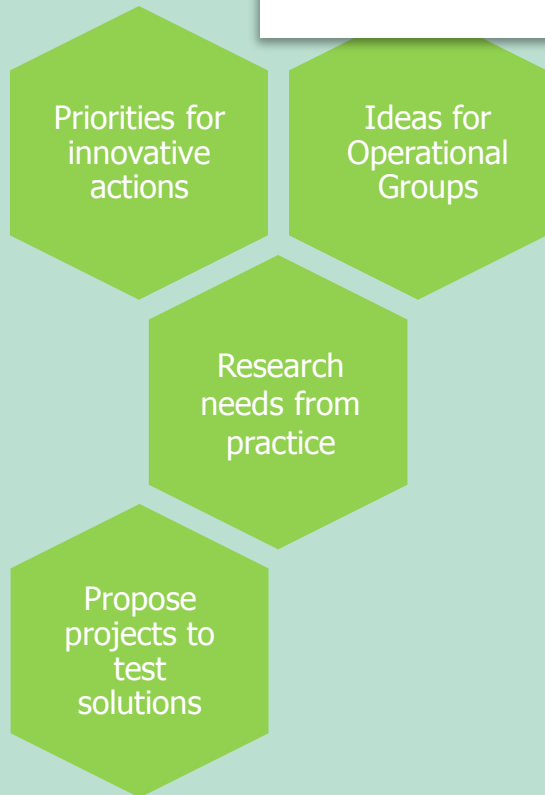 Priorities for
innovative
actions
Ideas for
Operational
Groups
Research
needs from
practice
Propose
projects to
test
solutions